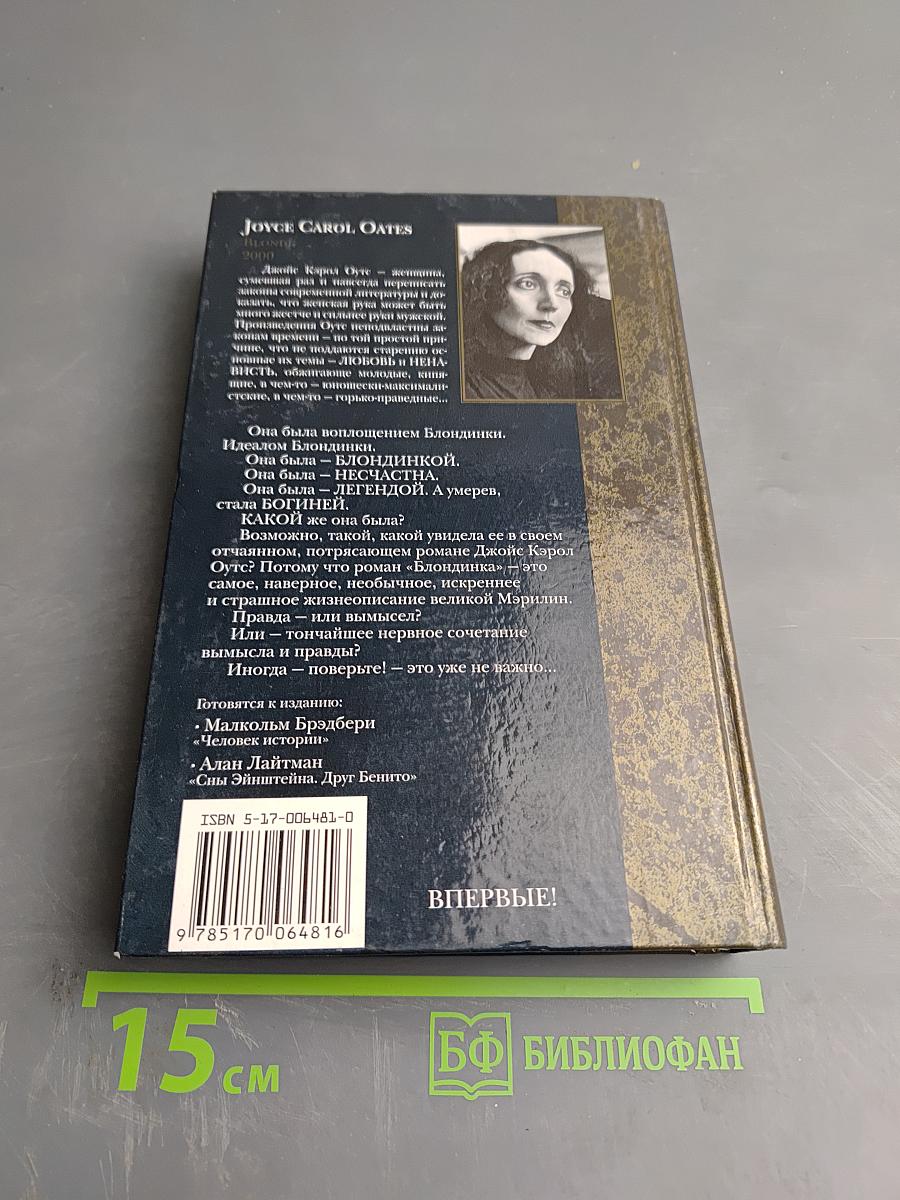 JOYCE CAROL OATES
BLONDE
2000
Джойс Кэрол Оутс – женщина,
сумевшая раз и навсегда переписать
законы современной литературы и до-
казать, что женская рука может быть
много жестче и сильнее руки мужской.
Произведения Оутс неподвластны за-
конам времени – по той простой при-
чине, что не поддаются старению ос-
новные их темы – ЛЮБОВЬ и НЕНА-
ВИСТЬ, обжигающе молодые, кипя-
щие, в чем-то – юношески-максимали-
стские, в чем-то – горько-праведные...
Она была воплощением Блондинки.
Идеалом Блондинки.
Она была – БЛОНДИНКОЙ.
Она была – НЕСЧАСТНА.
Она была – ЛЕГЕНДОЙ. А умерев,
стала БОГИНЕЙ.
КАКОЙ же она была?
Возможно, такой, какой увидела ее в своем
отчаянном, потрясающем романе Джойс Кэрол
Оутс? Потому что роман «Блондинка» – это
самое, наверное, необычное, искреннее
и страшное жизнеописание великой Мэрилин.
Правда – или вымысел?
Или – тончайшее нервное сочетание
вымысла и правды?
Иногда – поверьте! – это уже не важно...
Готовятся к изданию:
• Малкольм Брэдбери
«Человек истории»
• Алан Лайтман
«Сны Эйнштейна. Друг Бенито»
ISBN 5-17-006481-0
9 785170 064816
ВПЕРВЫЕ!
15 см
БФ БИБЛИОФАН